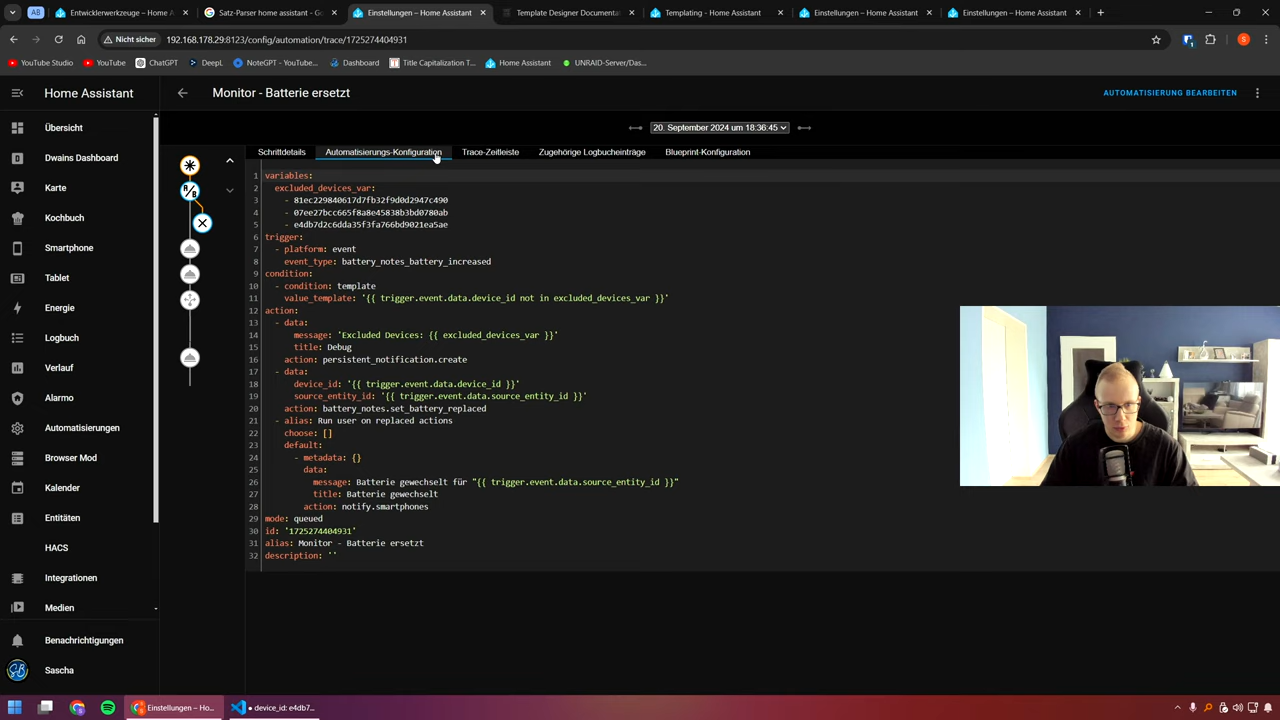 AB
Entwicklerwerkzeuge – Home A
Satz-Parser home assistant - Go
Einstellungen – Home Assistant
Template Designer Documentat
Templating - Home Assistant
Einstellungen – Home Assistant
Einstellungen – Home Assistant
Nicht sicher
192.168.178.29:8123/config/automation/trace/1725274404931
S
YouTube Studio
YouTube
ChatGPT
DeepL
NoteGPT - YouTube...
Dashboard
Title Capitalization T...
Home Assistant
UNRAID-Server/Das...
Home Assistant
Monitor - Batterie ersetzt
AUTOMATISIERUNG BEARBEITEN
20. September 2024 um 18:36:45
Übersicht
Dwains Dashboard
Karte
Kochbuch
Smartphone
Tablet
Energie
Logbuch
Verlauf
Alarmo
Automatisierungen
Browser Mod
Kalender
Entitäten
HACS
Integrationen
Medien
Benachrichtigungen
Sascha
Schrittdetails
Automatisierungs-Konfiguration
Trace-Zeitleiste
Zugehörige Logbucheinträge
Blueprint-Konfiguration
1 variables:
2 excluded_devices_var:
3 - 81ec229840617d7fb32f9d0d2947c490
4 - 07ee27bcc665f8a8e45838b3bd0780ab
5 - e4db7d2c6dda35f3fa766bd9021ea5ae
6 trigger:
7 - platform: event
8 event_type: battery_notes_battery_increased
9 condition:
10 - condition: template
11 value_template: '{{ trigger.event.data.device_id not in excluded_devices_var }}'
12 action:
13 - data:
14 message: 'Excluded Devices: {{ excluded_devices_var }}'
15 title: Debug
16 action: persistent_notification.create
17 - data:
18 device_id: '{{ trigger.event.data.device_id }}'
19 source_entity_id: '{{ trigger.event.data.source_entity_id }}'
20 action: battery_notes.set_battery_replaced
21 - alias: Run user on replaced actions
22 choose: []
23 default:
24 - metadata: {}
25 data:
26 message: Batterie gewechselt für "{{ trigger.event.data.source_entity_id }}"
27 title: Batterie gewechselt
28 action: notify.smartphones
29 mode: queued
30 id: '1725274404931'
31 alias: Monitor - Batterie ersetzt
32 description: ''
Einstellungen – Ho...
● device_id: e4db7...